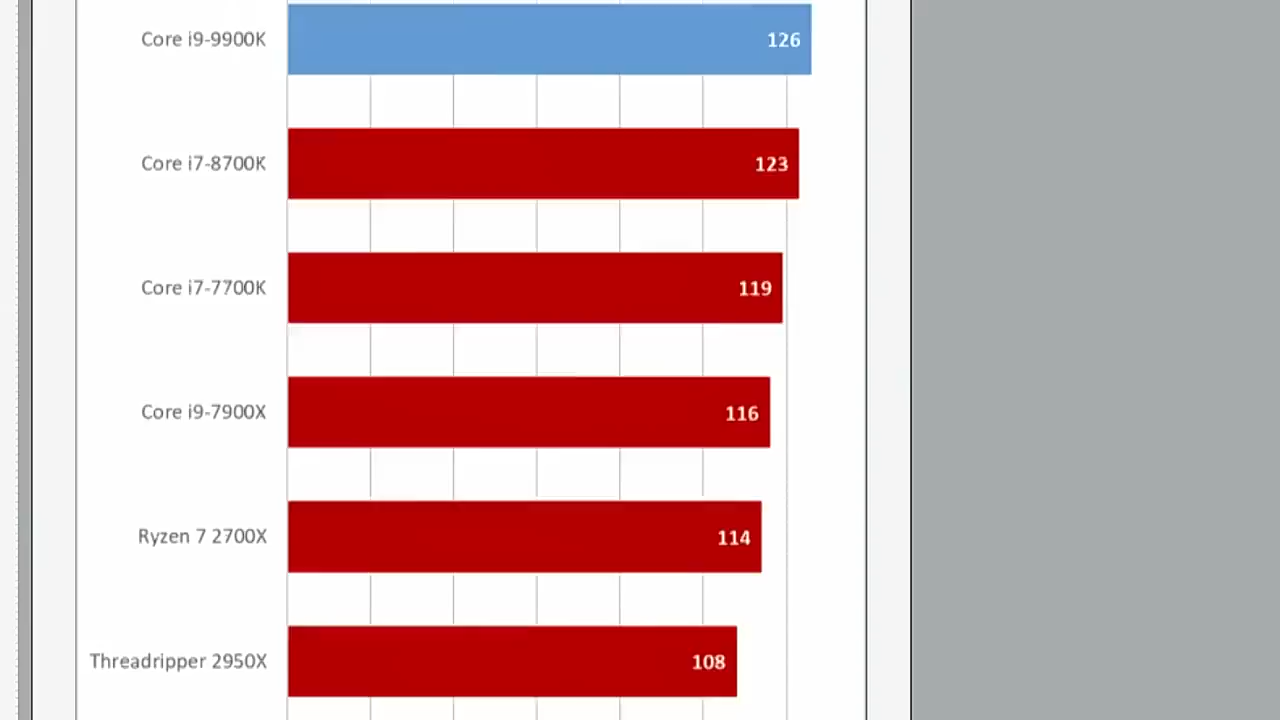 Core i9-9900K 126
Core i7-8700K 123
Core i7-7700K 119
Core i9-7900X 116
Ryzen 7 2700X 114
Threadripper 2950X 108